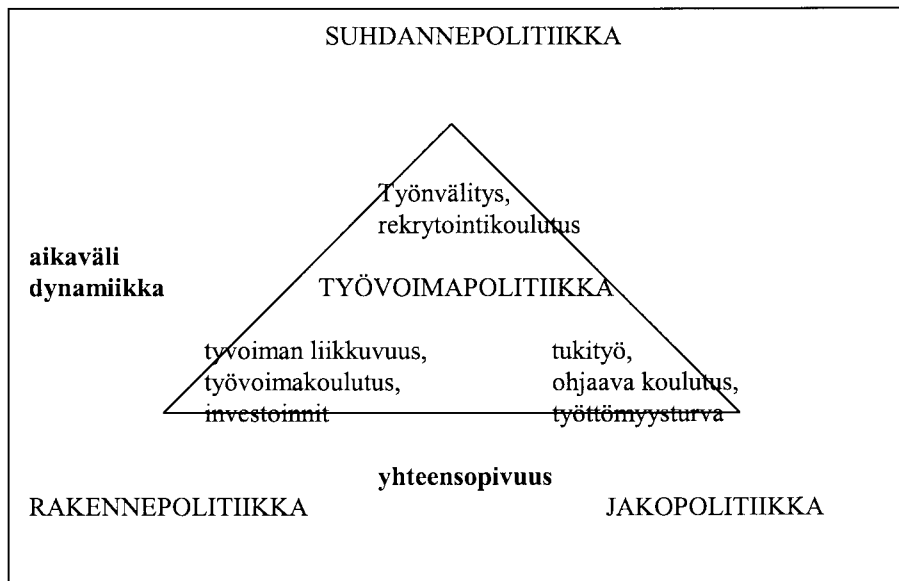 SUHDANNEPOLITIIKKA
Työnvälitys,
rekrytointikoulutus
aikaväli
dynamiikka
TYÖVOIMAPOLITIIKKA
tyvoiman liikkuvuus,
työvoimakoulutus,
investoinnit
tukityö,
ohjaava koulutus,
työttömyysturva
yhteensopivuus
RAKENNEPOLITIIKKA
JAKOPOLITIIKKA